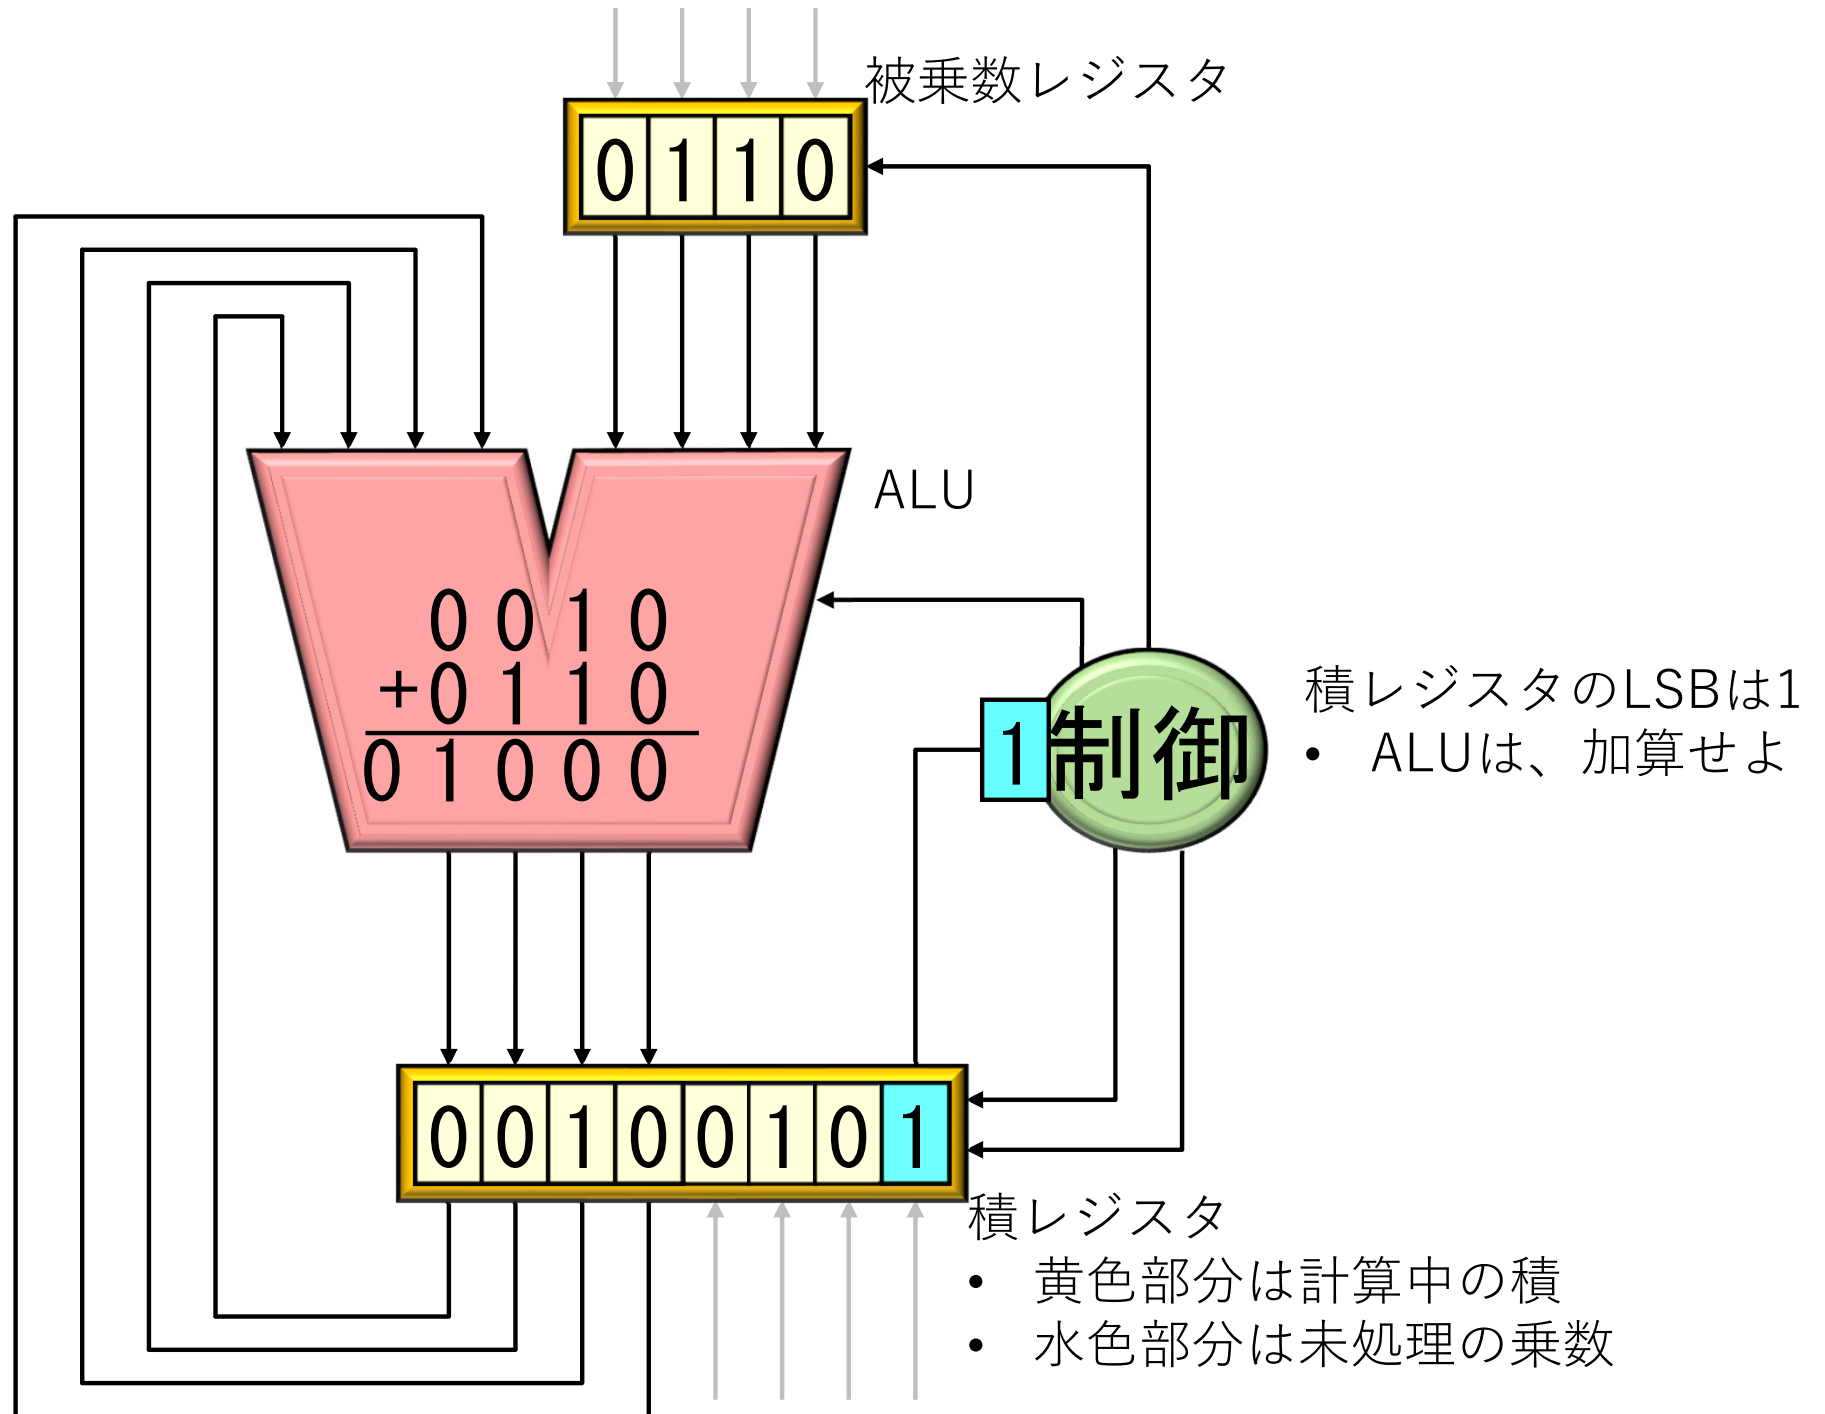 被乗数レジスタ
0110
ALU
0010
+0110
01000
1制御
積レジスタのLSBは1
• ALUは、加算せよ
00100101
積レジスタ
• 黄色部分は計算中の積
• 水色部分は未処理の乗数